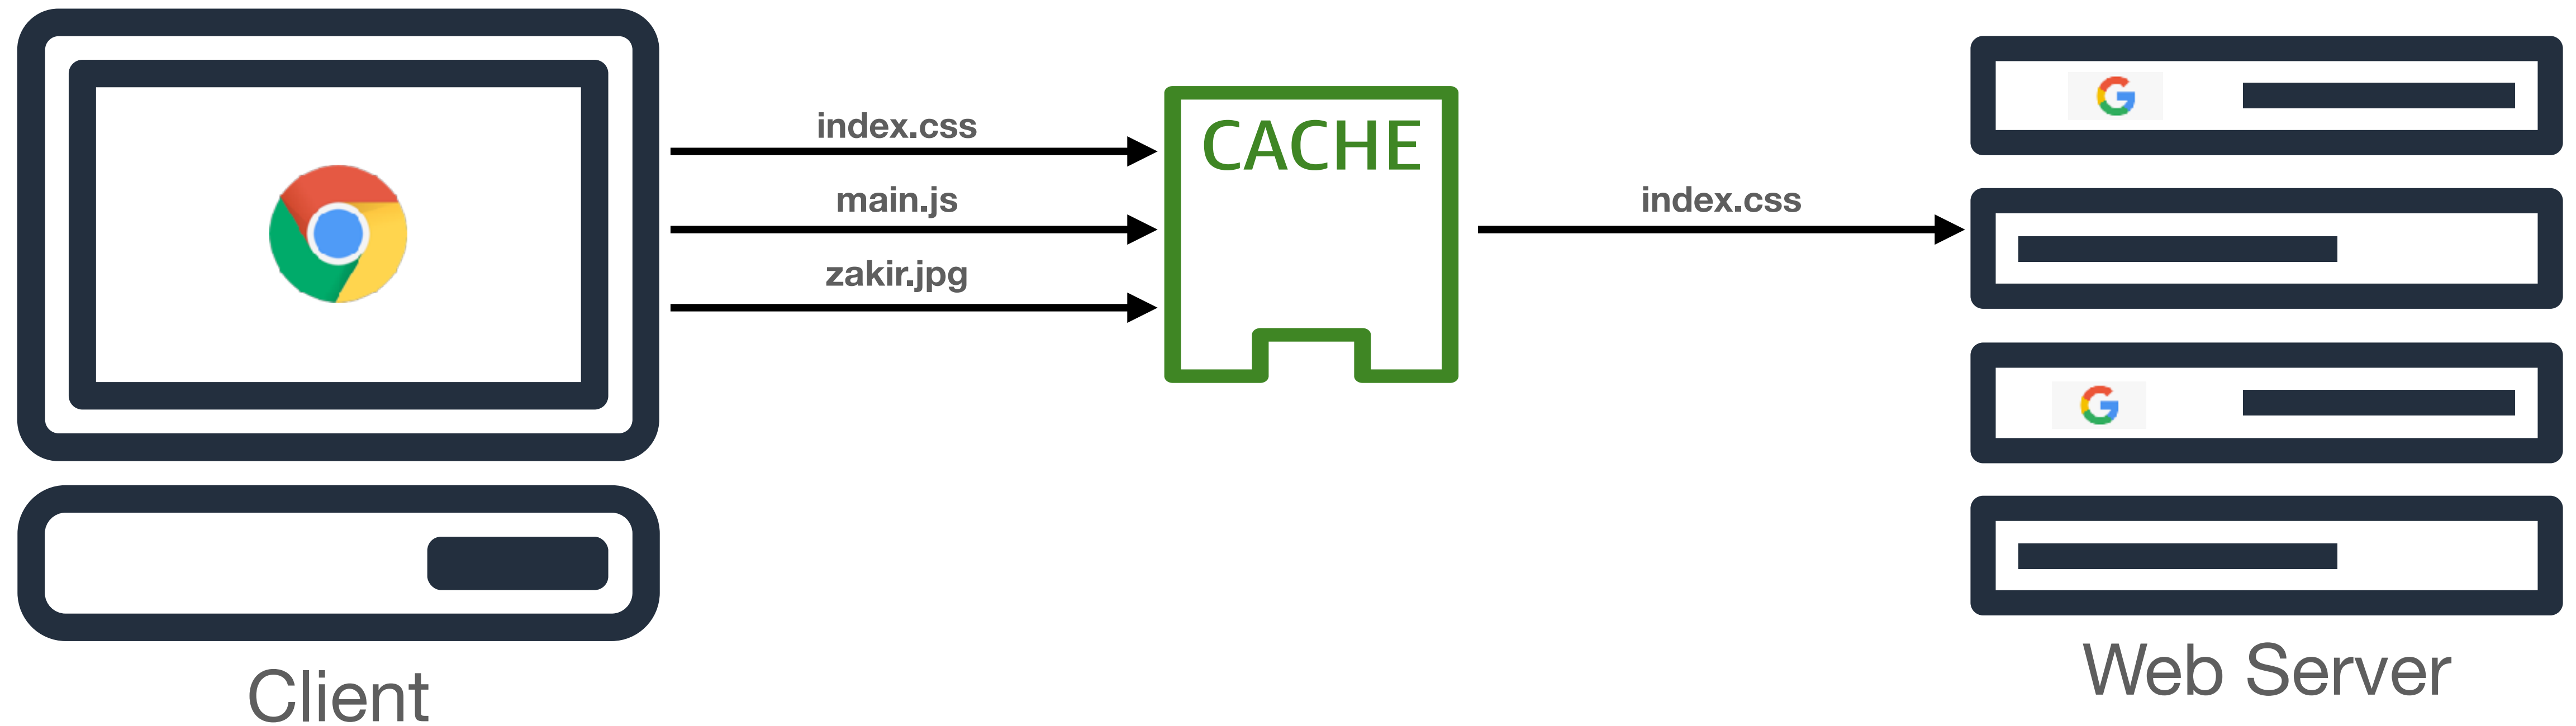 index.css
main.js
zakir.jpg
CACHE
index.css
Client
Web Server